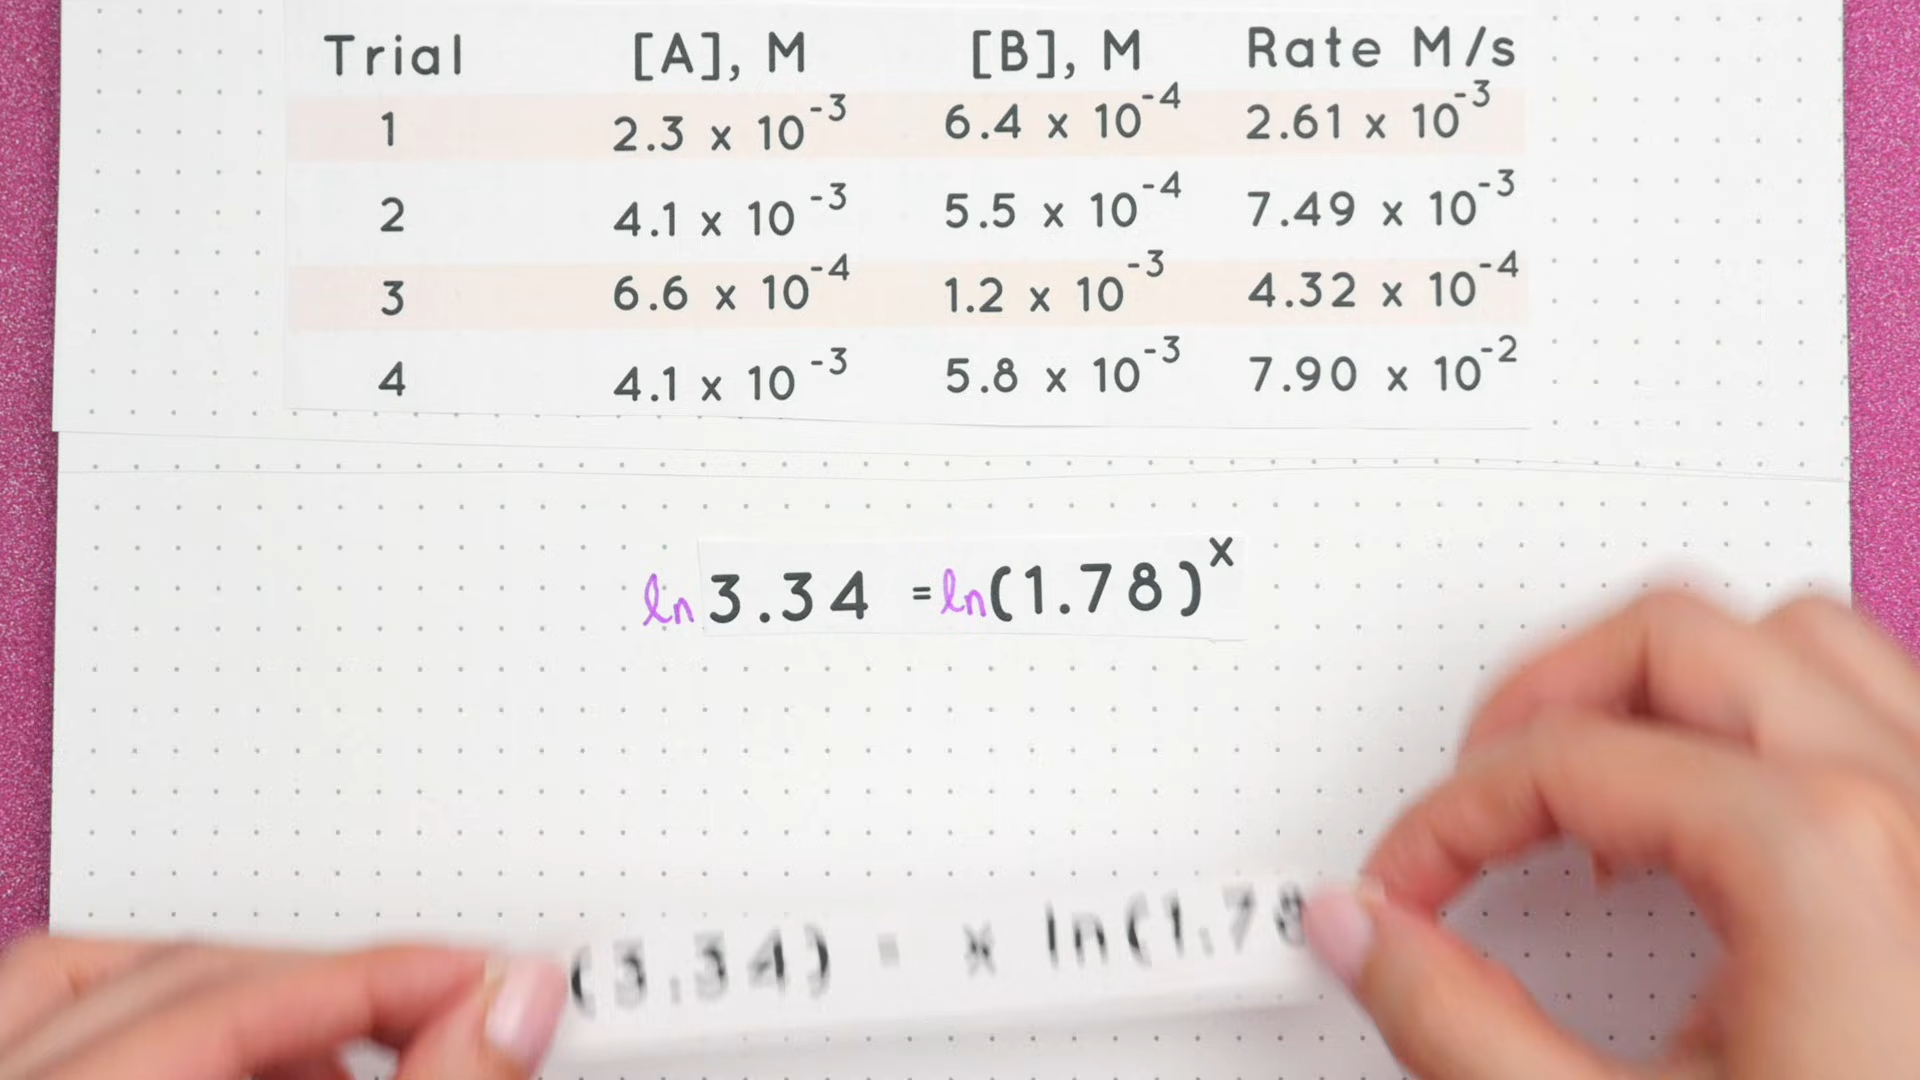 Trial [A], M [B], M Rate M/s
1 2.3 x 10⁻³ 6.4 x 10⁻⁴ 2.61 x 10⁻³
2 4.1 x 10⁻³ 5.5 x 10⁻⁴ 7.49 x 10⁻³
3 6.6 x 10⁻⁴ 1.2 x 10⁻³ 4.32 x 10⁻⁴
4 4.1 x 10⁻³ 5.8 x 10⁻³ 7.90 x 10⁻²
ln 3.34 = ln(1.78)ˣ
(3.34) = x ln(1.78